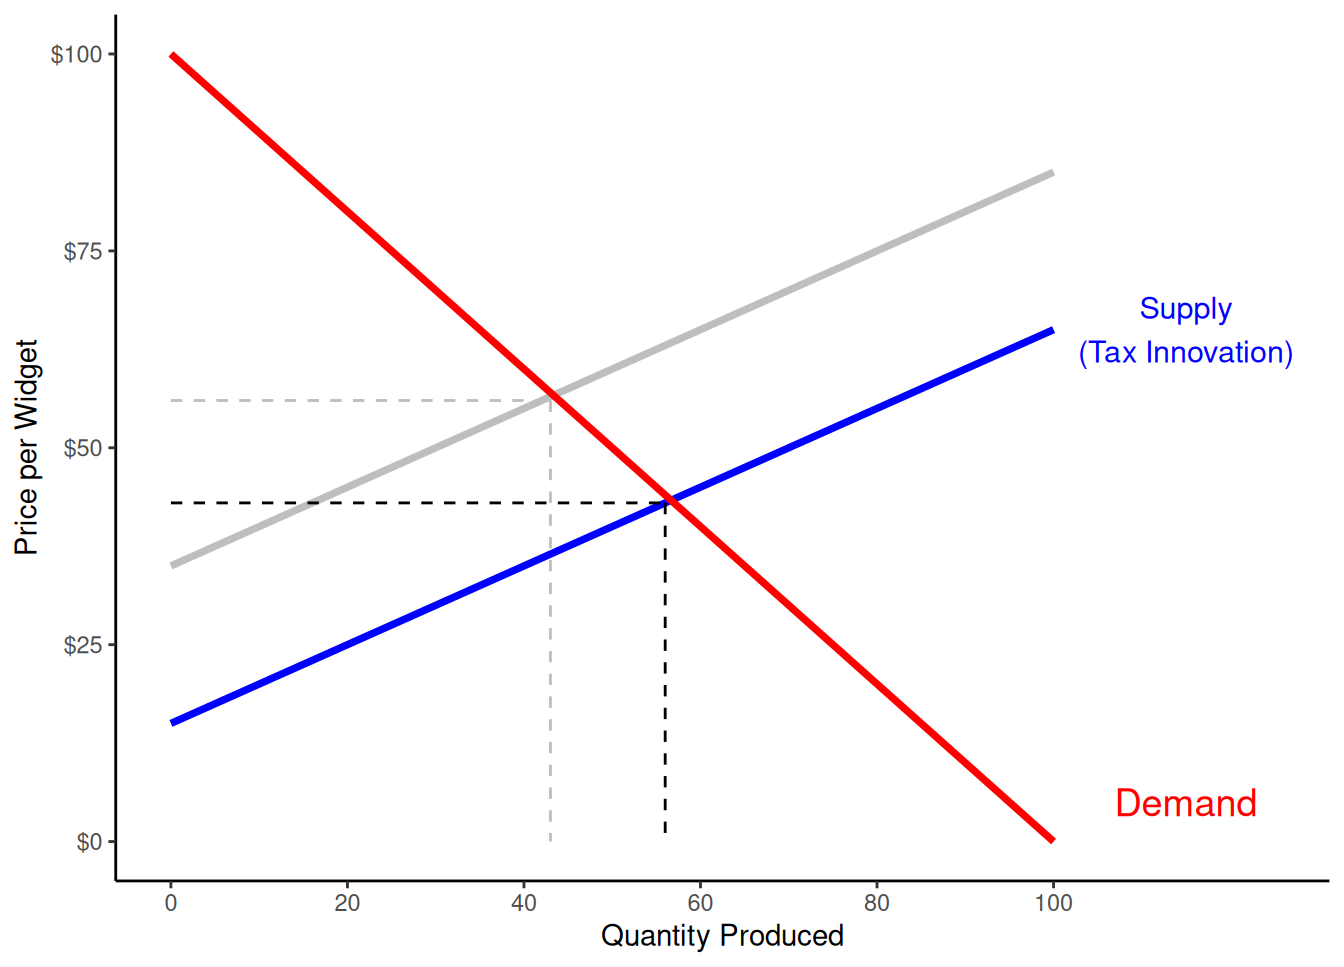 $100
$75
$50
$25
$0
Price per Widget
Supply
(Tax Innovation)
Demand
0 20 40 60 80 100
Quantity Produced